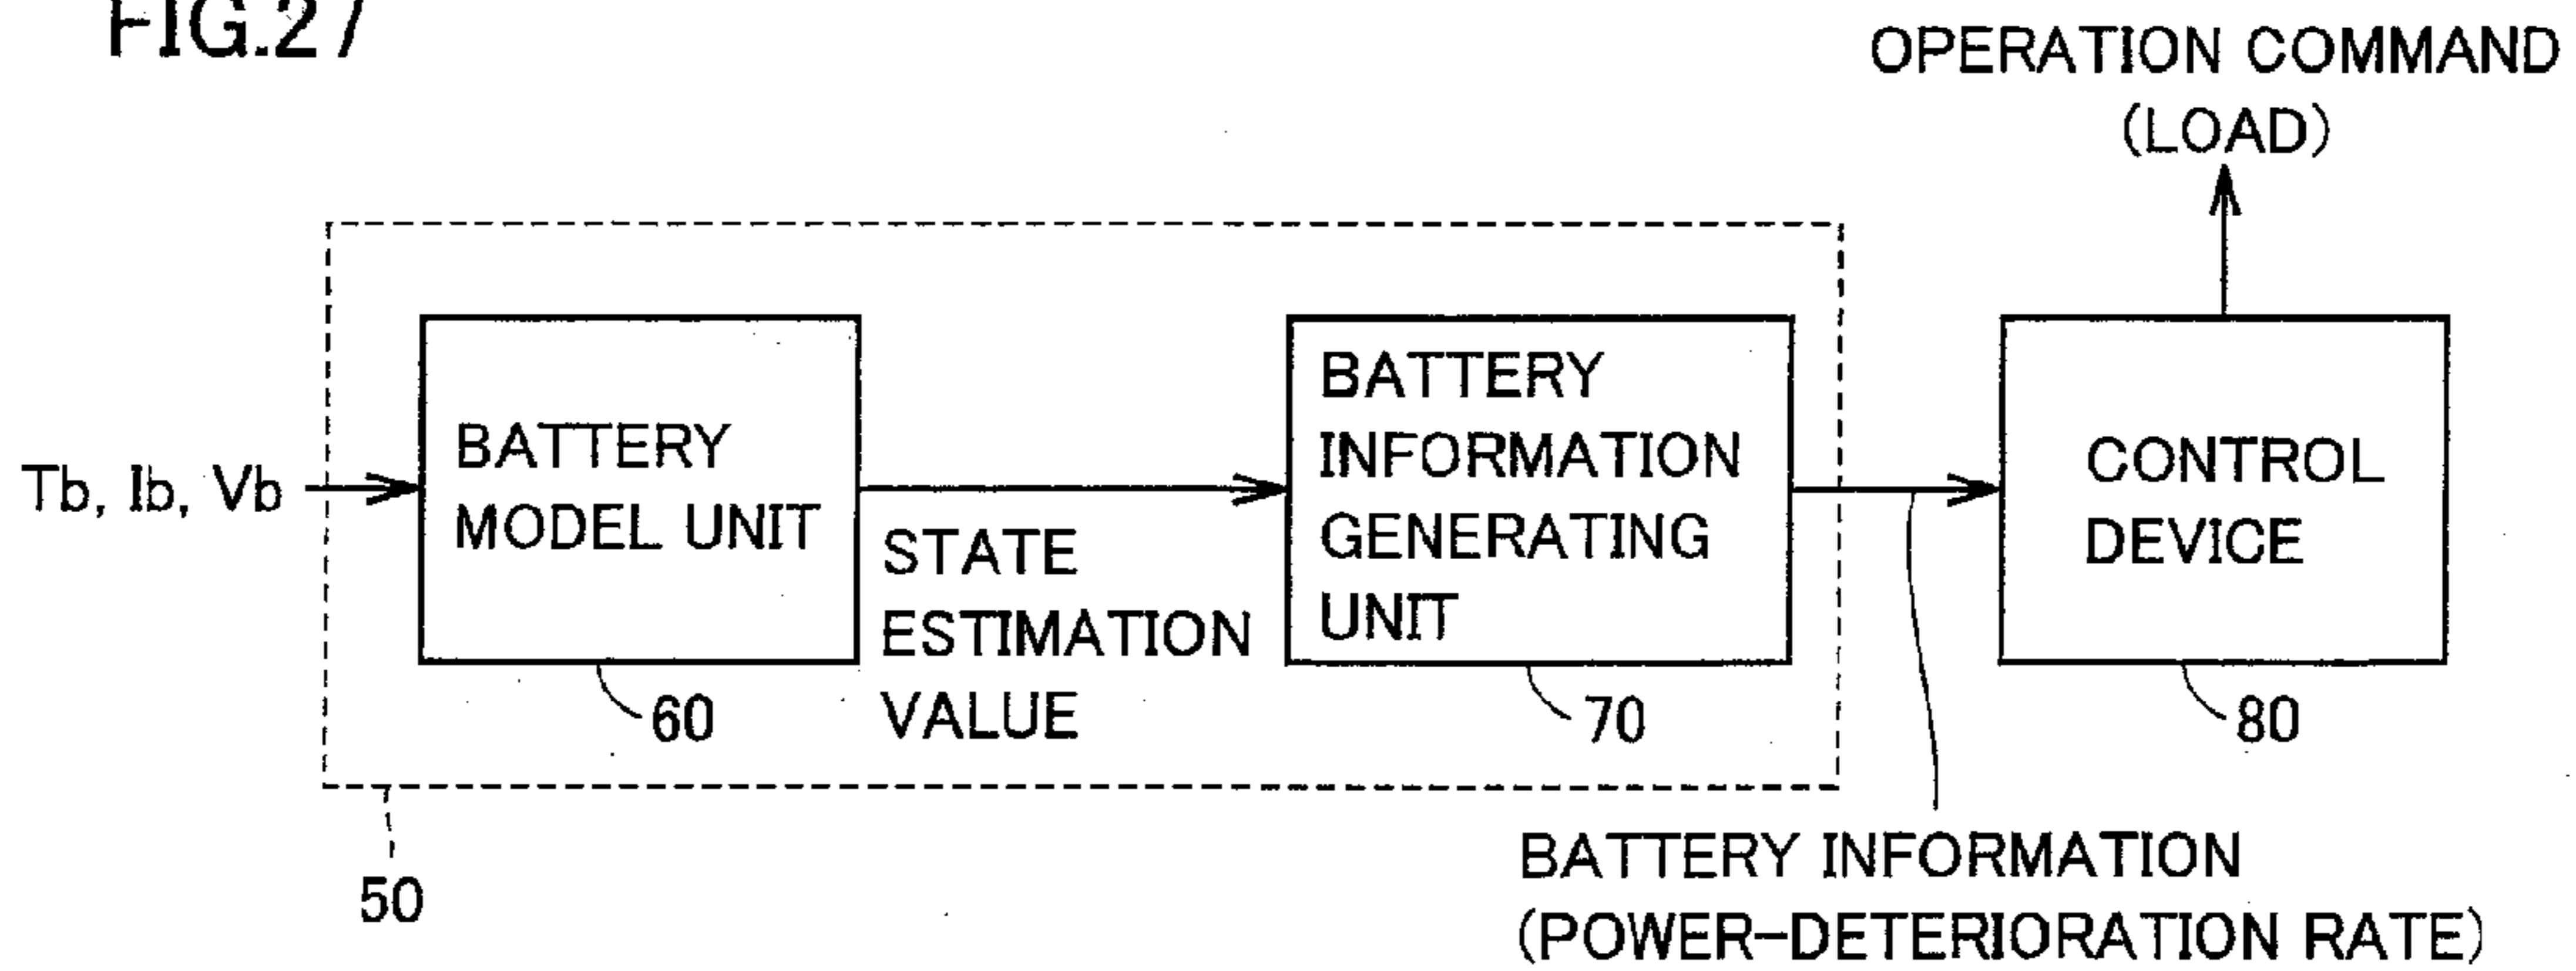 FIG.27
OPERATION COMMAND
(LOAD)
Tb, Ib, Vb
BATTERY
MODEL UNIT
60
STATE
ESTIMATION
VALUE
BATTERY
INFORMATION
GENERATING
UNIT
70
CONTROL
DEVICE
80
50
BATTERY INFORMATION
(POWER-DETERIORATION RATE)